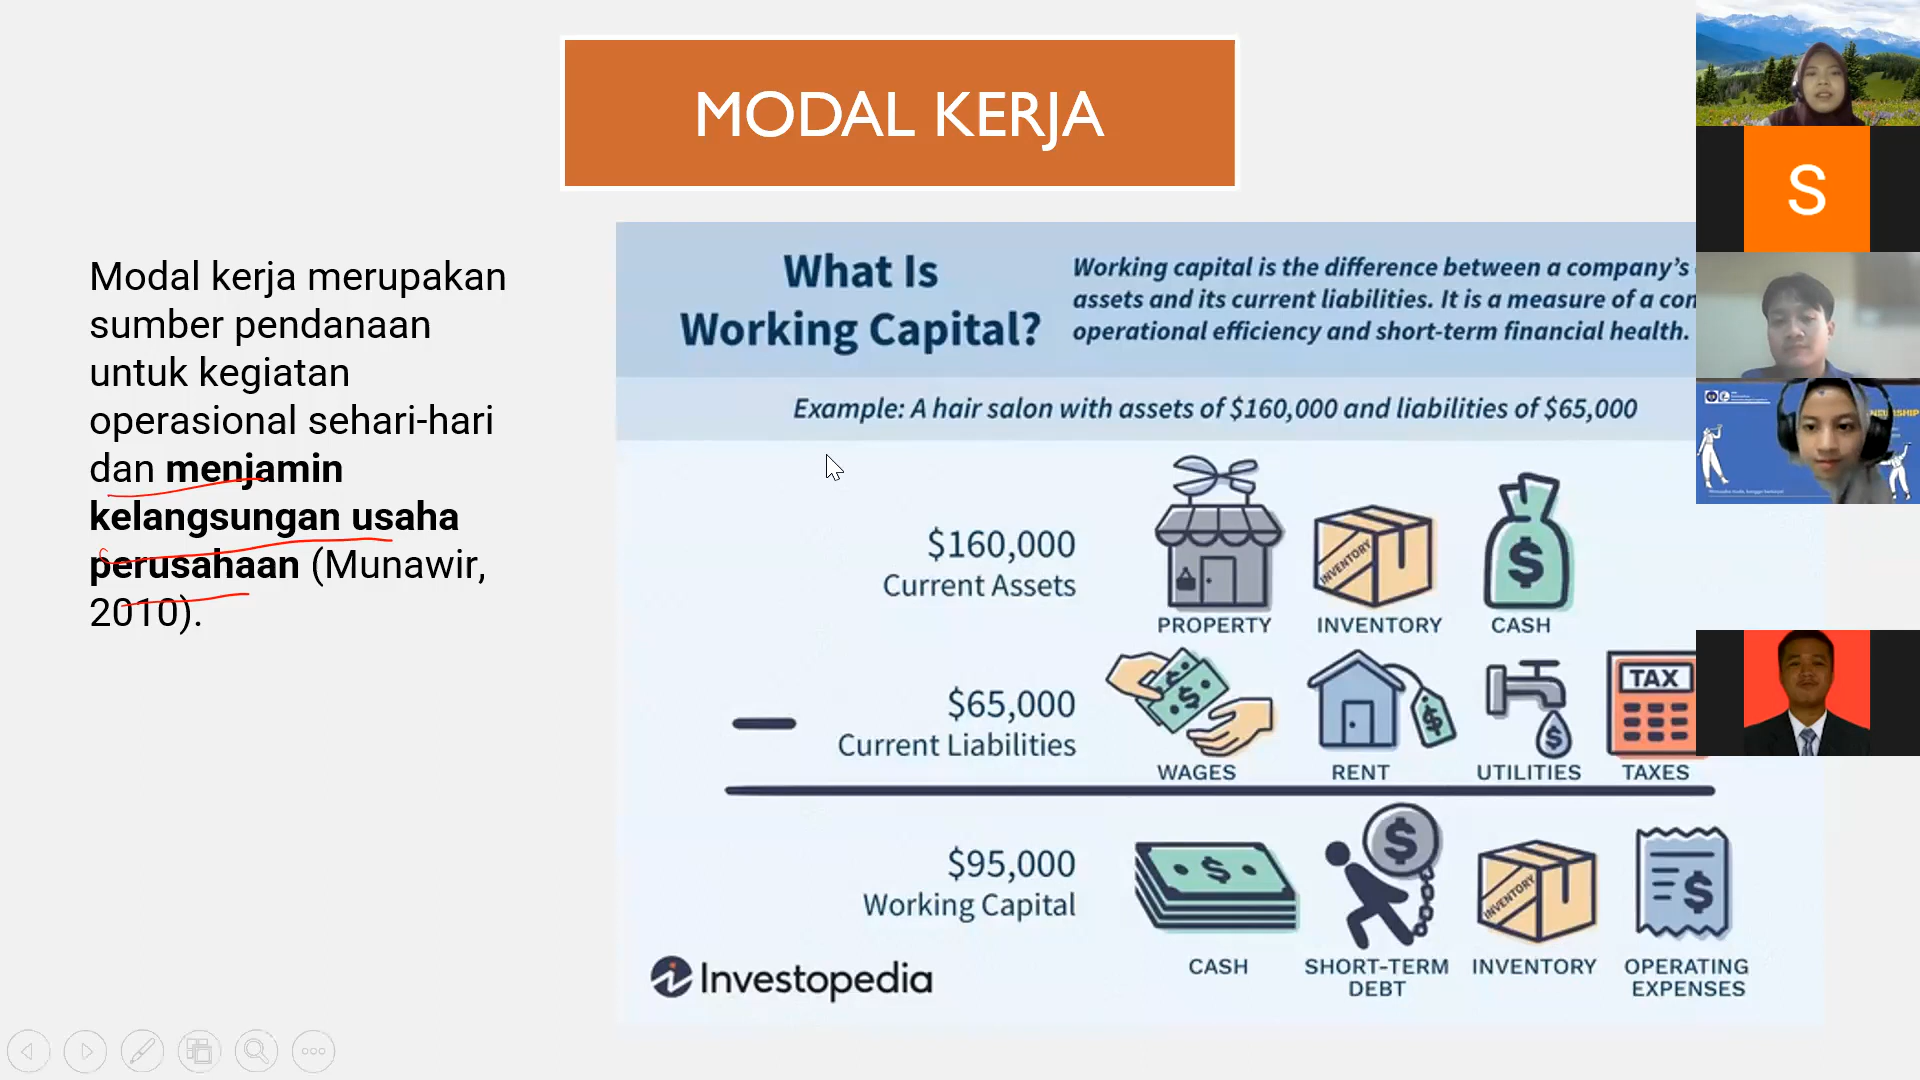 MODAL KERJA
Modal kerja merupakan
sumber pendanaan
untuk kegiatan
operasional sehari-hari
dan menjamin
kelangsungan usaha
perusahaan (Munawir,
2010).
What Is
Working Capital?
Working capital is the difference between a company's
assets and its current liabilities. It is a measure of a
operational efficiency and short-term financial health.
Example: A hair salon with assets of $160,000 and liabilities of $65,000
$160,000
Current Assets
PROPERTY
INVENTORY
INVENTORY
CASH
$65,000
Current Liabilities
WAGES
RENT
UTILITIES
TAX
TAXES
$95,000
Working Capital
CASH
SHORT-TERM
DEBT
INVENTORY
INVENTORY
OPERATING
EXPENSES
Investopedia
S